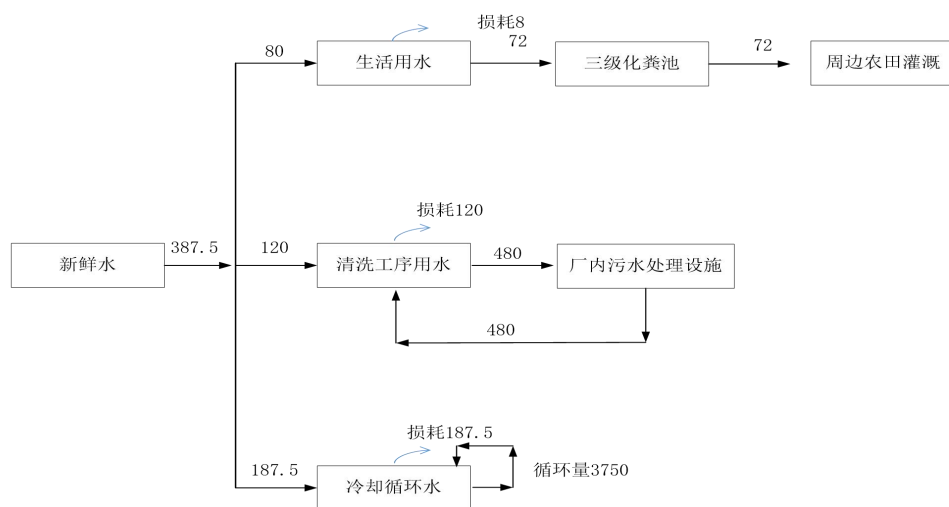 损耗8
80
生活用水
72
三级化粪池
72
周边农田灌溉
损耗120
新鲜水
387.5
120
清洗工序用水
480
厂内污水处理设施
480
损耗187.5
187.5
冷却循环水
循环量3750